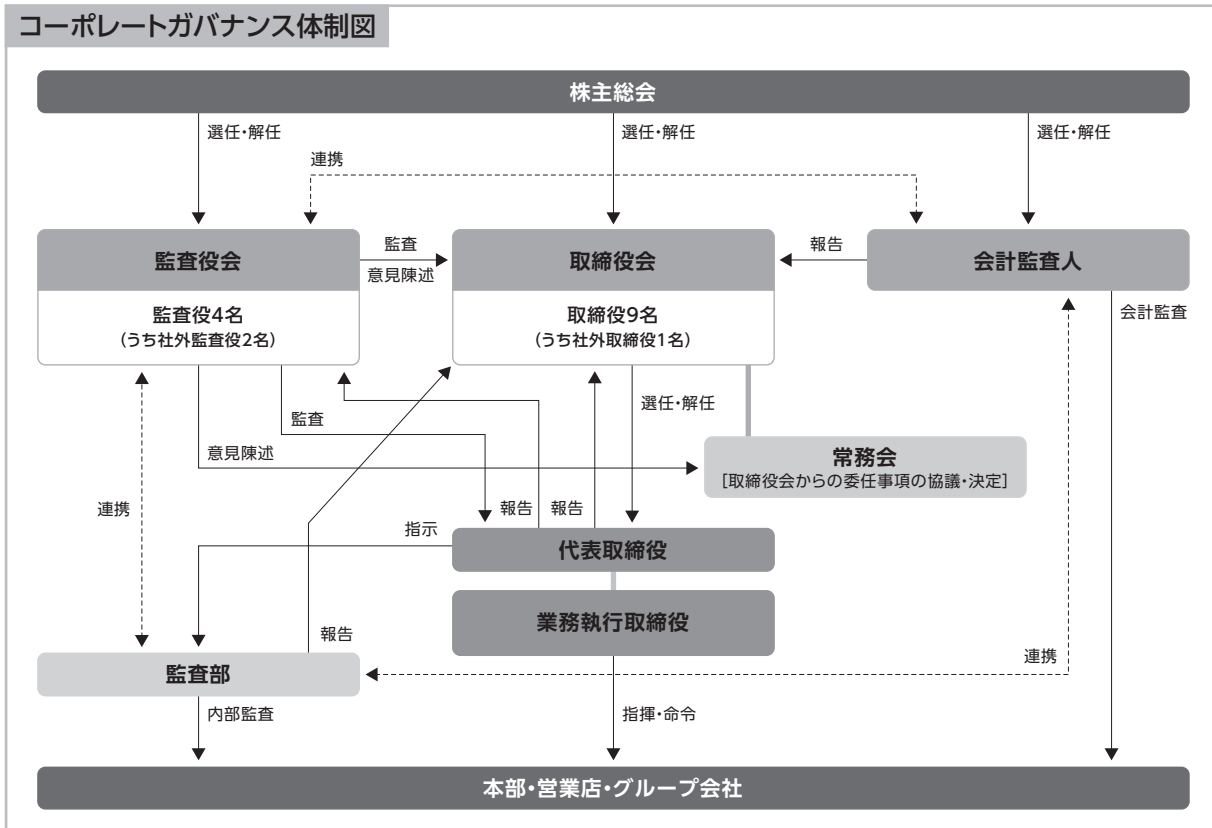 コーポレートガバナンス体制図
株主総会
選任・解任
選任・解任
選任・解任
連携
監査役会
監査役4名
(うち社外監査役2名)
監査
意見陳述
取締役会
取締役9名
(うち社外取締役1名)
報告
会計監査人
会計監査
選任・解任
監査
意見陳述
常務会
[取締役会からの委任事項の協議・決定]
連携
報告
報告
指示
代表取締役
業務執行取締役
報告
監査部
連携
内部監査
指揮・命令
本部・営業店・グループ会社